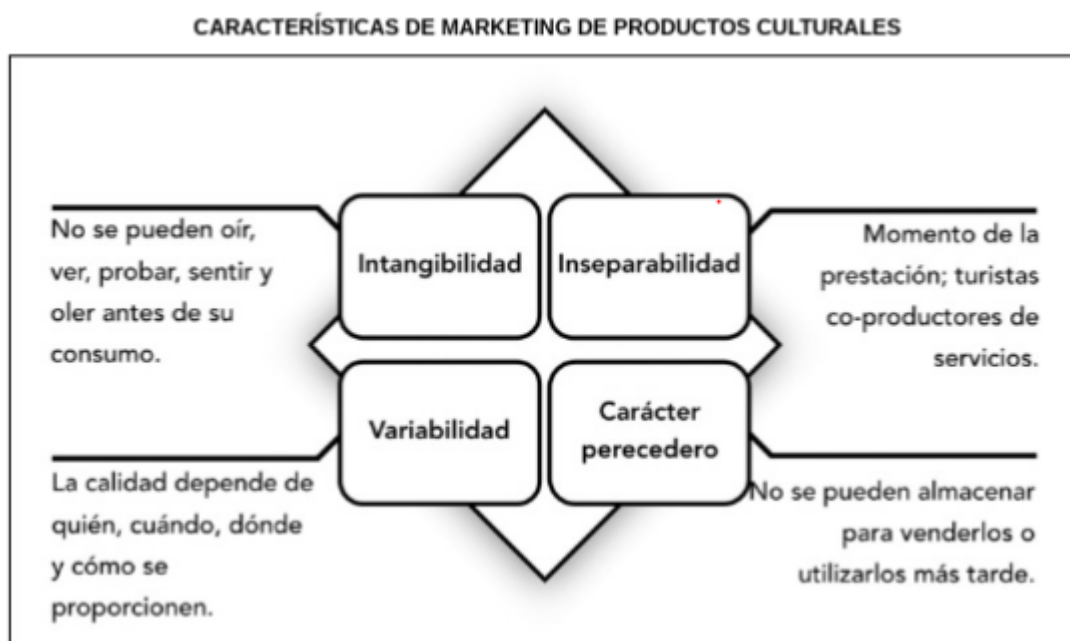 CARACTERÍSTICAS DE MARKETING DE PRODUCTOS CULTURALES
No se pueden oír,
ver, probar, sentir y
oler antes de su
consumo.
Intangibilidad
Inseparabilidad
Momento de la
prestación; turistas
co-productores de
servicios.
Variabilidad
Carácter
perecedero
La calidad depende de
quién, cuándo, dónde
y cómo se
proporcionen.
No se pueden almacenar
para venderlos o
utilizarlos más tarde.